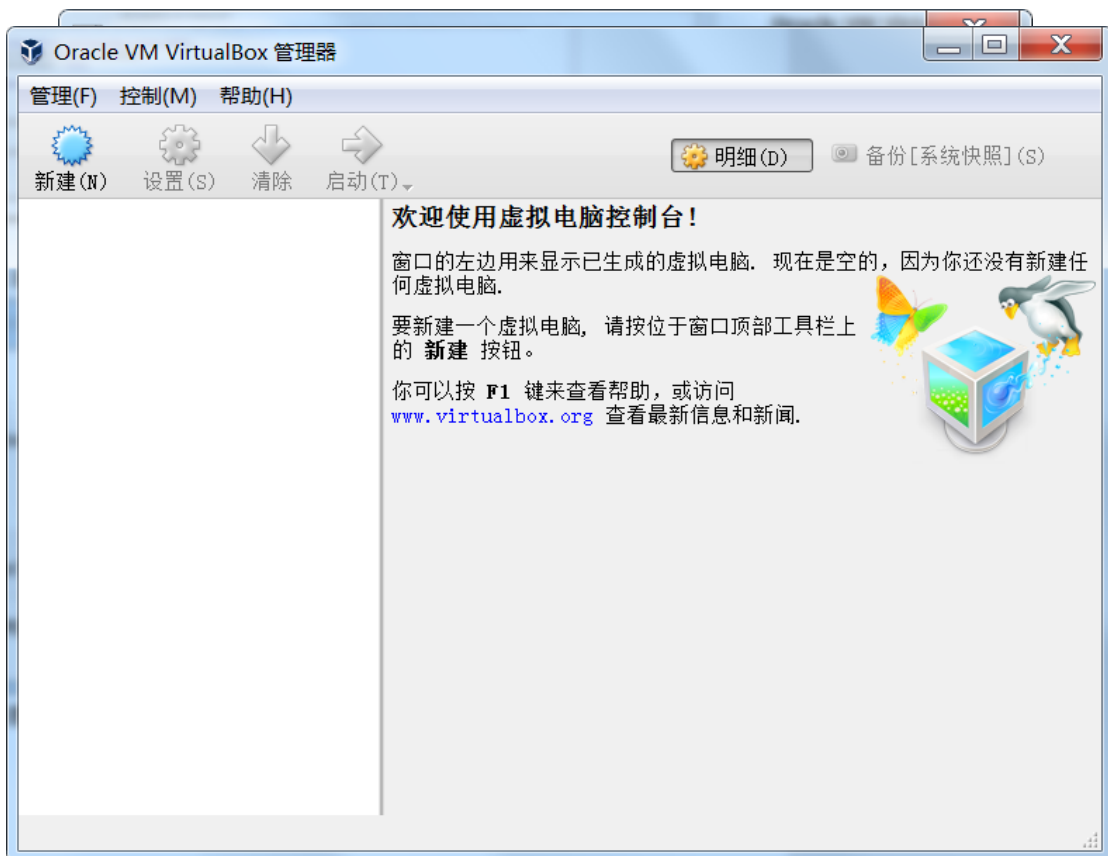 Oracle VM VirtualBox 管理器
管理(F) 控制(M) 帮助(H)
新建(N) 设置(S) 清除 启动(T) 明细(D) 备份[系统快照](S)
欢迎使用虚拟电脑控制台!
窗口的左边用来显示已生成的虚拟电脑. 现在是空的, 因为你还没有新建任
何虚拟电脑.
要新建一个虚拟电脑, 请按位于窗口顶部工具栏上
的 新建 按钮。
你可以按 F1 键来查看帮助, 或访问
www.virtualbox.org 查看最新信息和新闻.